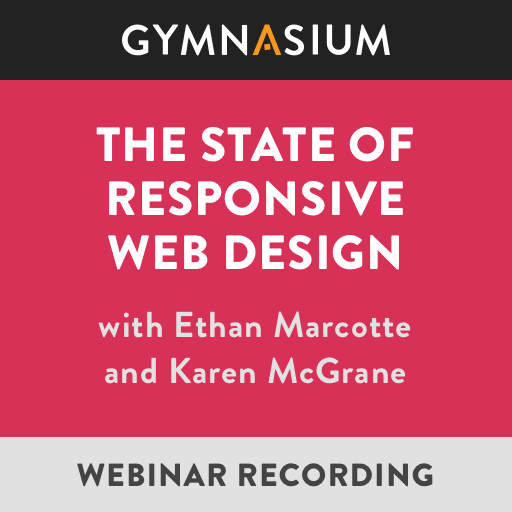 GYMNASIUM
THE STATE OF
RESPONSIVE
WEB DESIGN
with Ethan Marcotte
and Karen McGrane
WEBINAR RECORDING